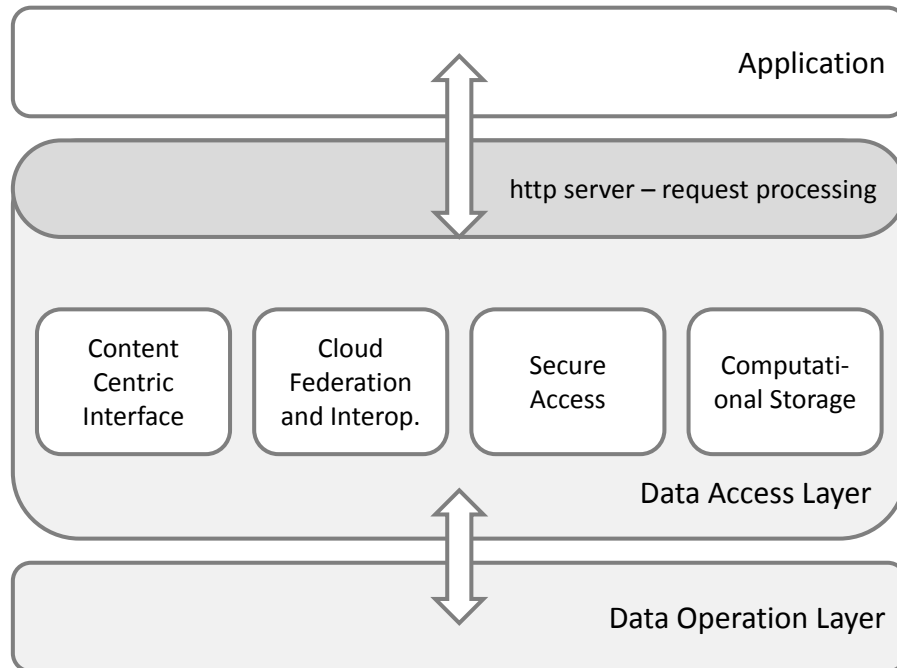 Application
http server – request processing
Content
Centric
Interface
Cloud
Federation
and Interop.
Secure
Access
Computati-
onal Storage
Data Access Layer
Data Operation Layer